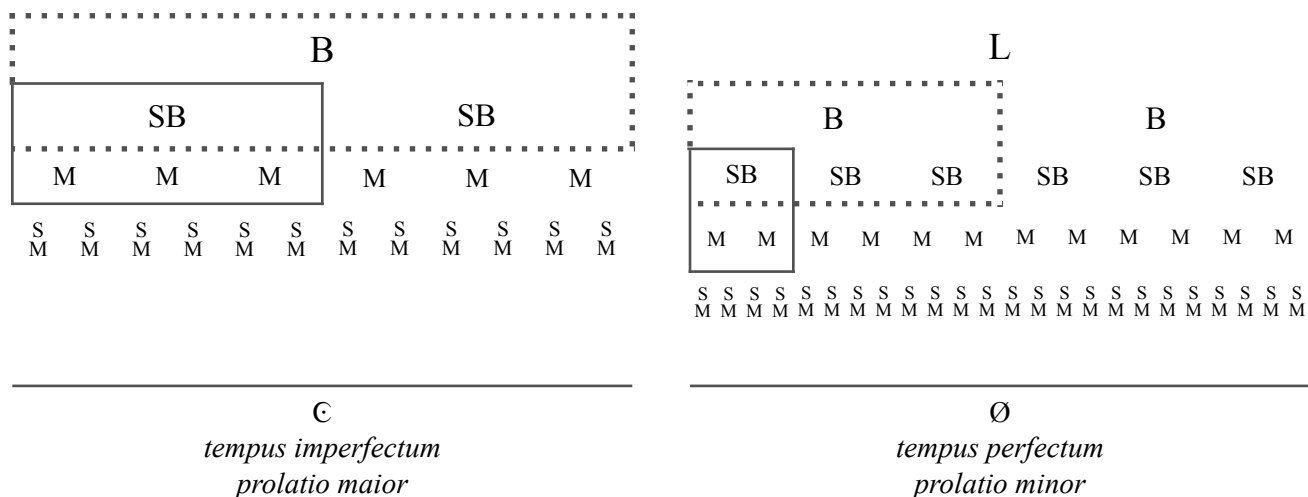 B
SB SB
M M M M M M
S S S S S S S S S S S S
M M M M M M M M M M M M
Ͼ
tempus imperfectum
prolatio maior
L
B B
SB SB SB SB SB SB
M M M M M M M M M M M M
S S S S S S S S S S S S S S S S S S S S S S S S
M M M M M M M M M M M M M M M M M M M M M M M M
Ø
tempus perfectum
prolatio minor